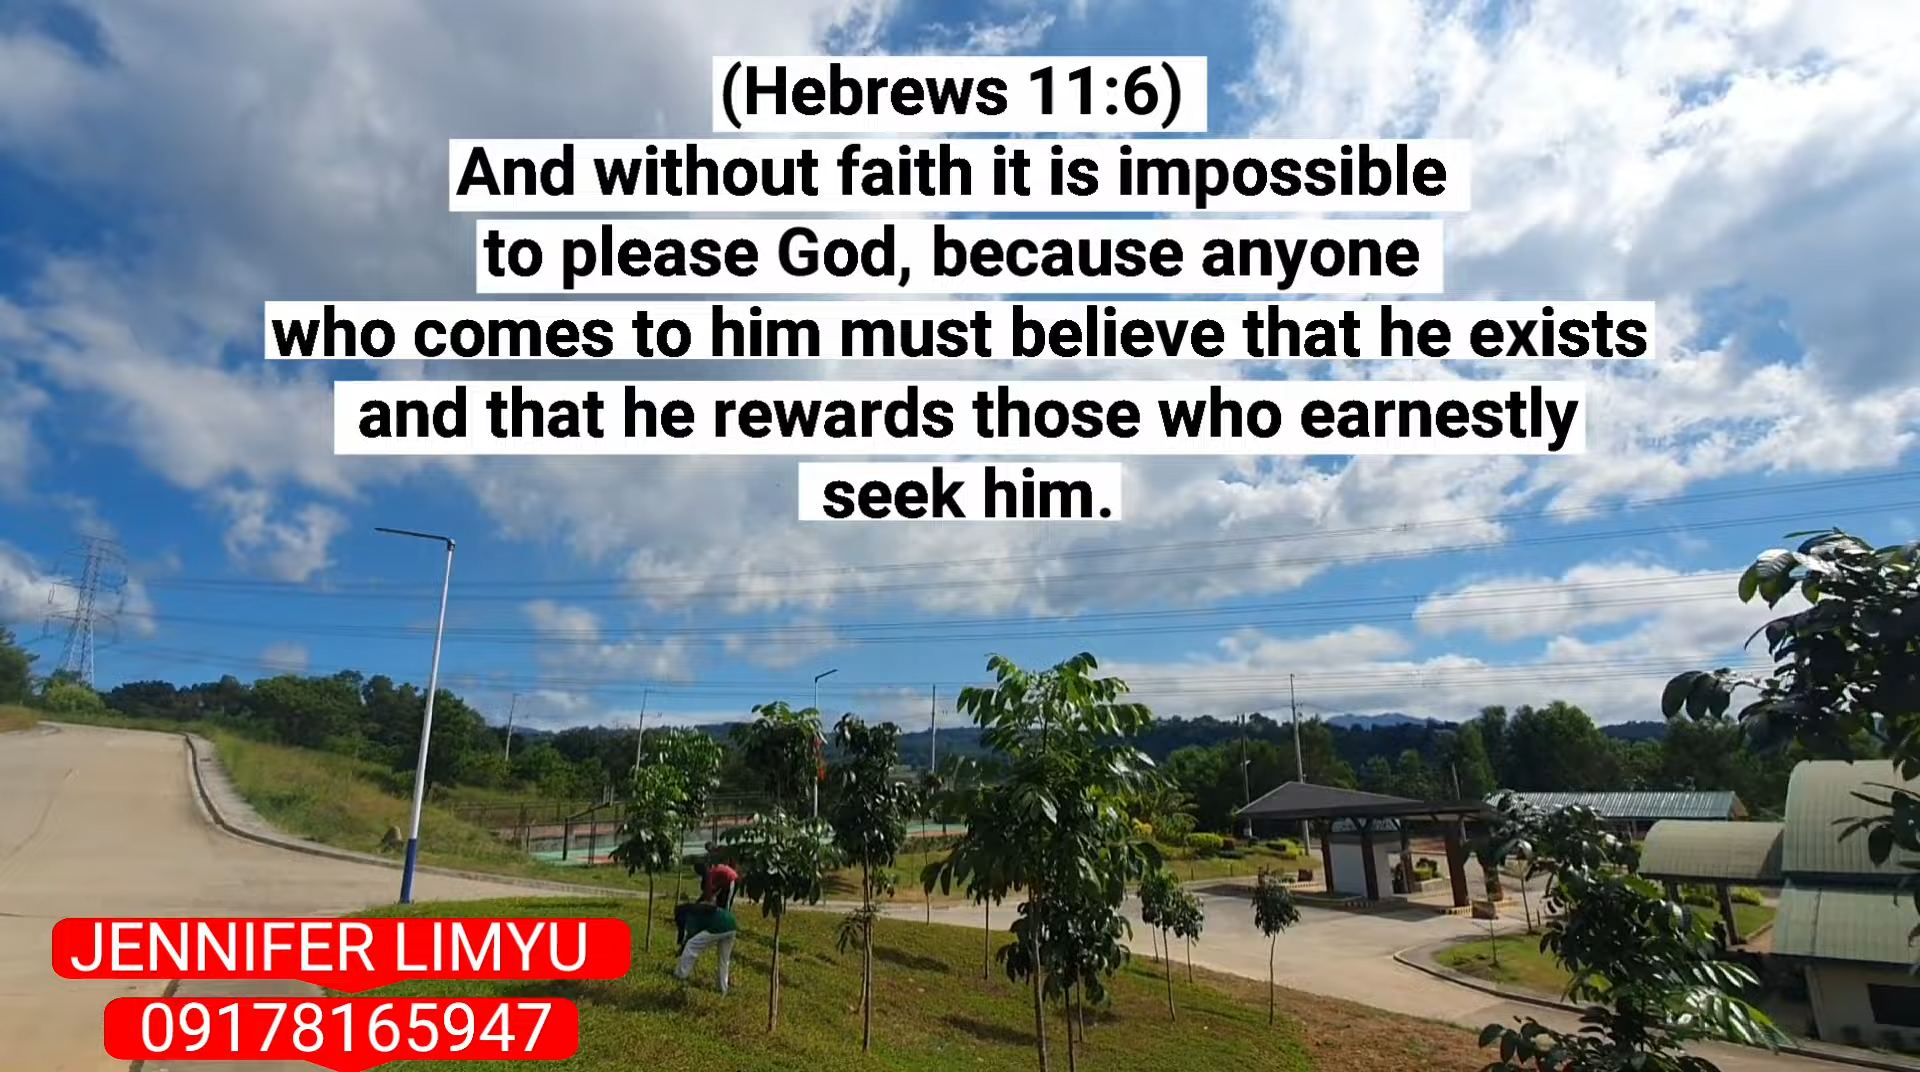 (Hebrews 11:6)
And without faith it is impossible
to please God, because anyone
who comes to him must believe that he exists
and that he rewards those who earnestly
seek him.
JENNIFER LIMYU
09178165947